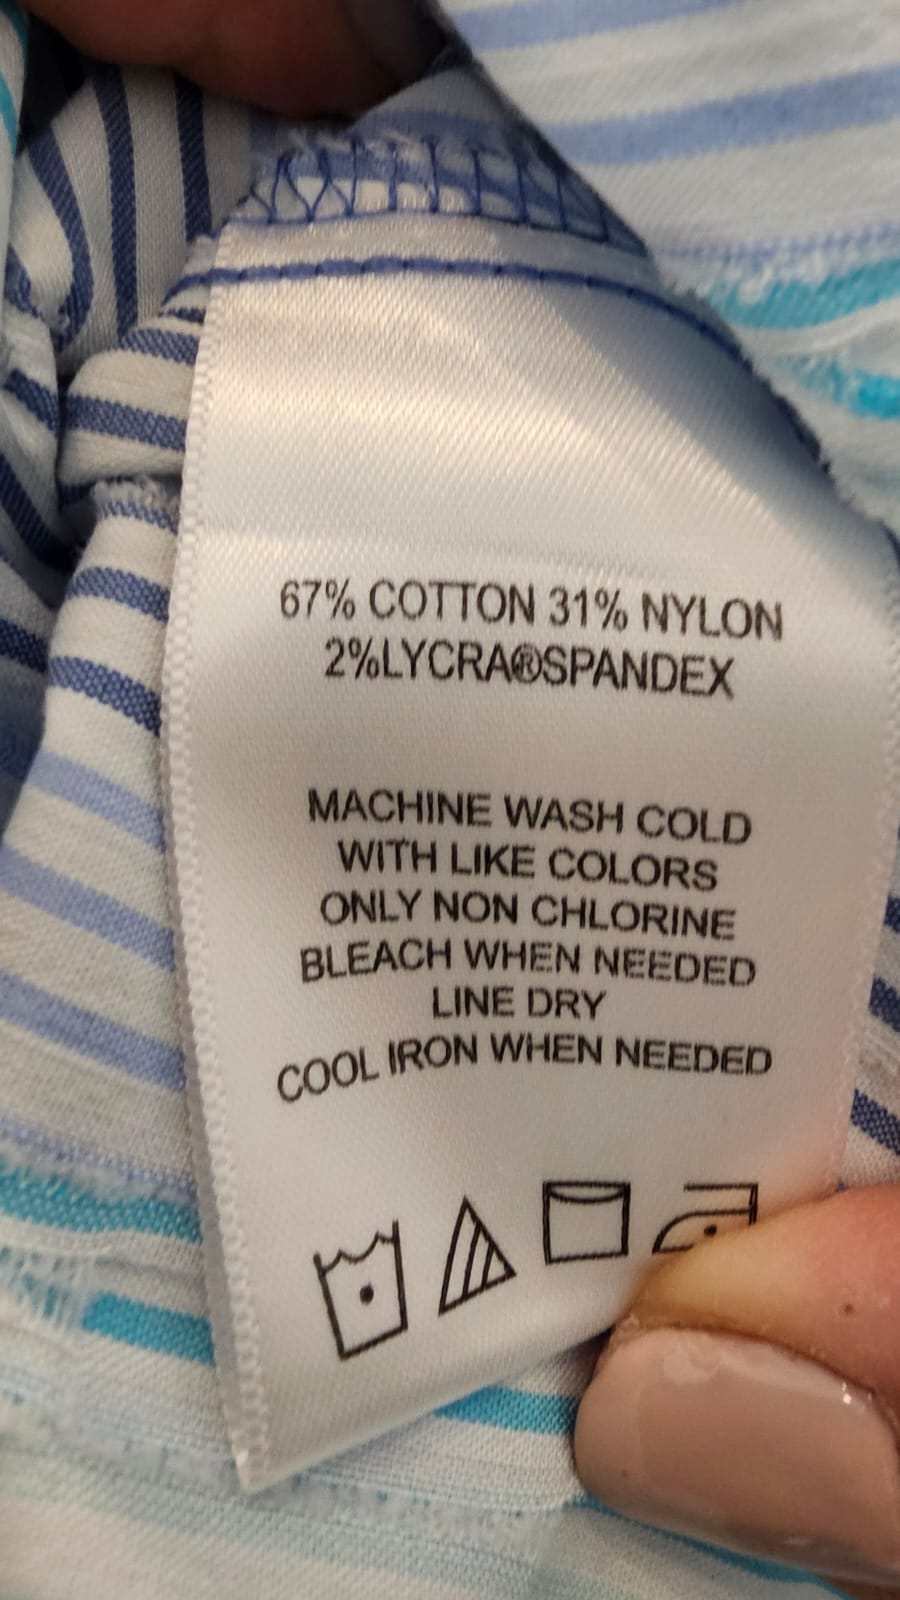 67% COTTON 31% NYLON
2%LYCRA®SPANDEX
MACHINE WASH COLD
WITH LIKE COLORS
ONLY NON CHLORINE
BLEACH WHEN NEEDED
LINE DRY
COOL IRON WHEN NEEDED